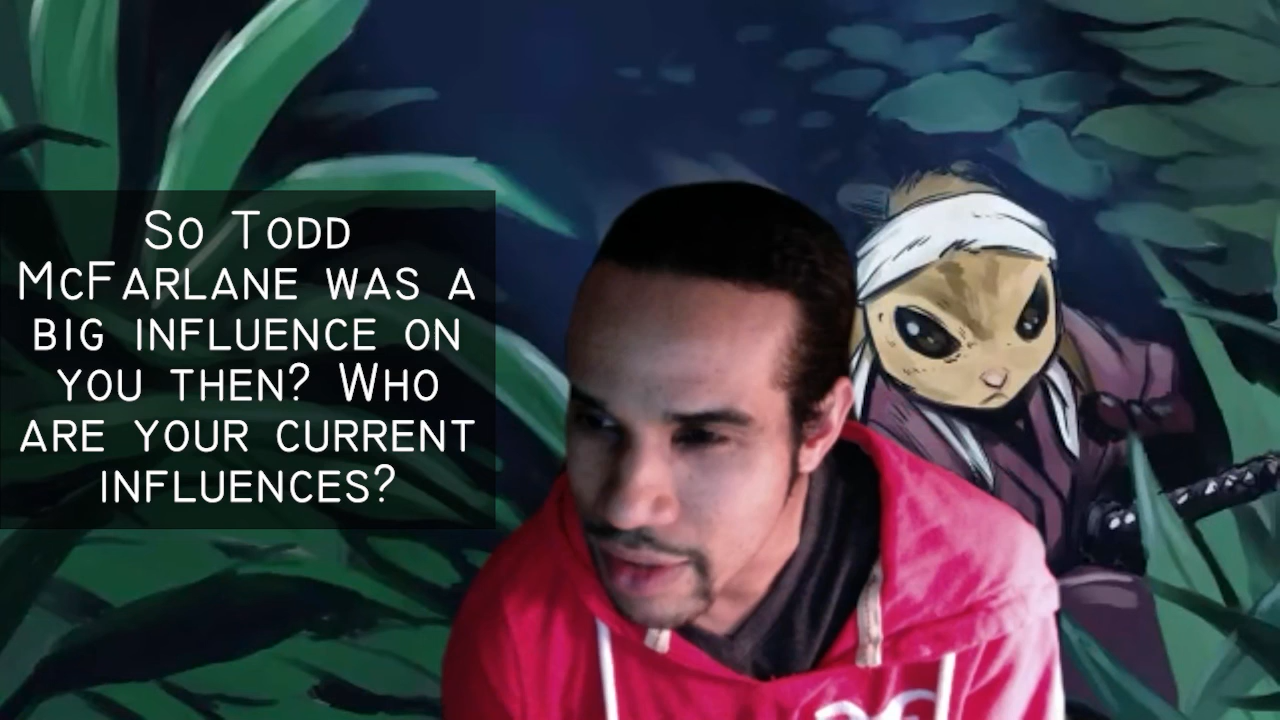 So Todd
McFarlane was a
big influence on
you then? Who
are your current
influences?